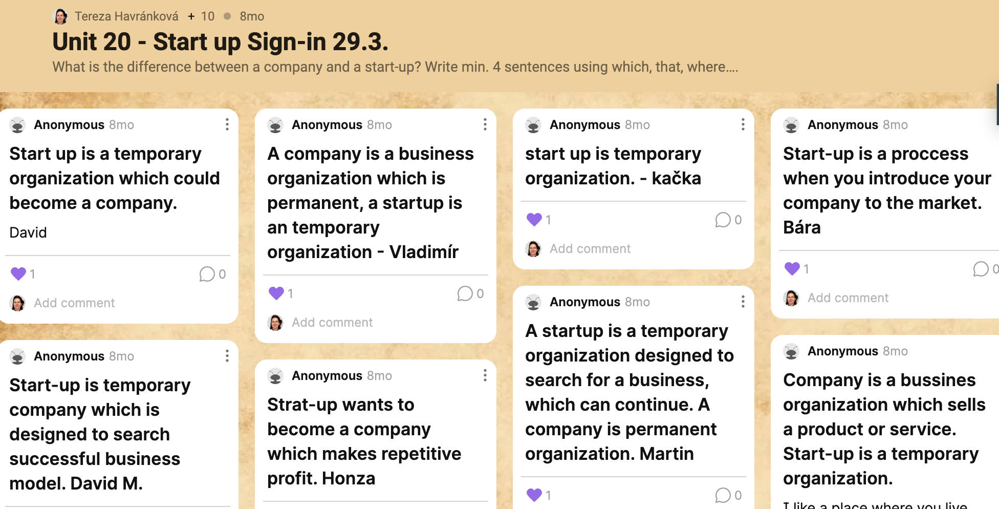 Tereza Havránková + 10 8mo
Unit 20 - Start up Sign-in 29.3.
What is the difference between a company and a start-up? Write min. 4 sentences using which, that, where....
Anonymous 8mo
Start up is a temporary
organization which could
become a company.
David
1 0
Add comment
Anonymous 8mo
Start-up is temporary
company which is
designed to search
successful business
model. David M.
Anonymous 8mo
A company is a business
organization which is
permanent, a startup is
an temporary
organization - Vladimír
1 0
Add comment
Anonymous 8mo
Strat-up wants to
become a company
which makes repetitive
profit. Honza
Anonymous 8mo
start up is temporary
organization. - kačka
1 0
Add comment
Anonymous 8mo
A startup is a temporary
organization designed to
search for a business,
which can continue. A
company is permanent
organization. Martin
1 0
Anonymous 8mo
Start-up is a proccess
when you introduce your
company to the market.
Bára
1 0
Add comment
Anonymous 8mo
Company is a bussines
organization which sells
a product or service.
Start-up is a temporary
organization.
I like a place where you live